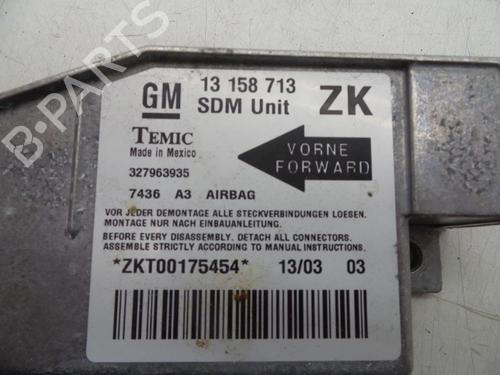 B-PARTS
GM
13 158 713
ZK
SDM Unit
TEMIC
Made in Mexico
327963935
VORNE
FORWARD
7436 A3 AIRBAG
VOR JEDER DEMONTAGE ALLE STECKVERBINDUNGEN LOESEN.
MONTAGE NUR NACH EINBAUANLEITUNG.
BEFORE EVERY DISASSEMBLY. DETACH ALL CONNECTORS.
ASSEMBLE STRICTLY ACCORDING TO MANUAL INSTRUCTIONS.
*ZKT00175454* 13/03 03